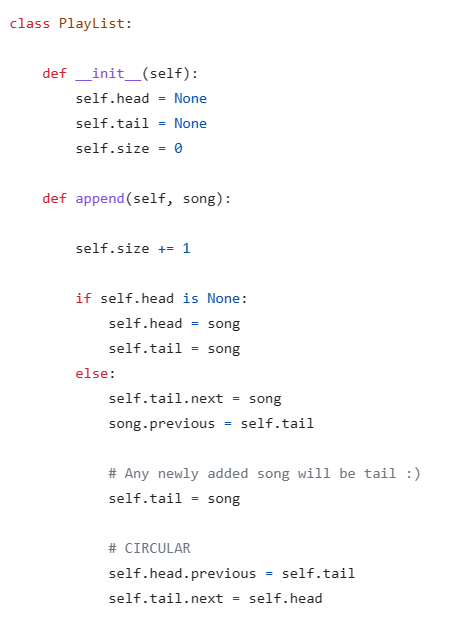 class PlayList:
def __init__(self):
self.head = None
self.tail = None
self.size = 0
def append(self, song):
self.size += 1
if self.head is None:
self.head = song
self.tail = song
else:
self.tail.next = song
song.previous = self.tail
# Any newly added song will be tail :)
self.tail = song
# CIRCULAR
self.head.previous = self.tail
self.tail.next = self.head